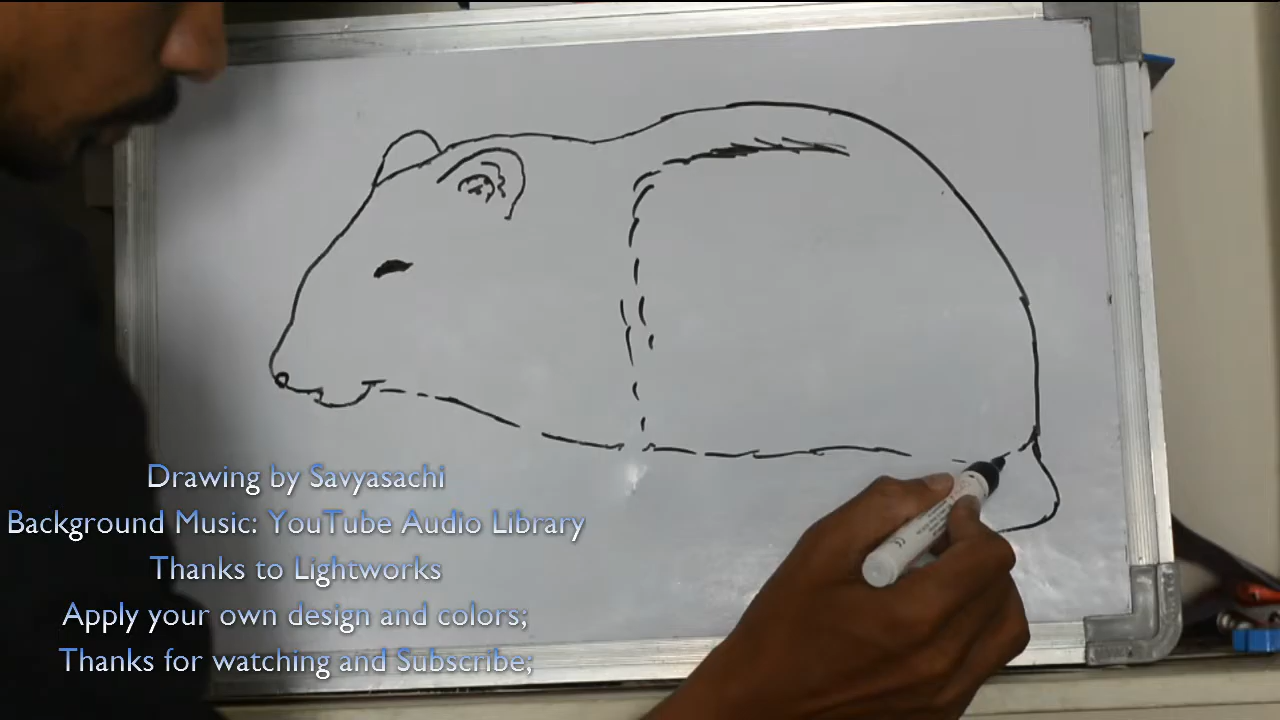 Drawing by Savyasachi
Background Music: YouTube Audio Library
Thanks to Lightworks
Apply your own design and colors;
Thanks for watching and Subscribe;